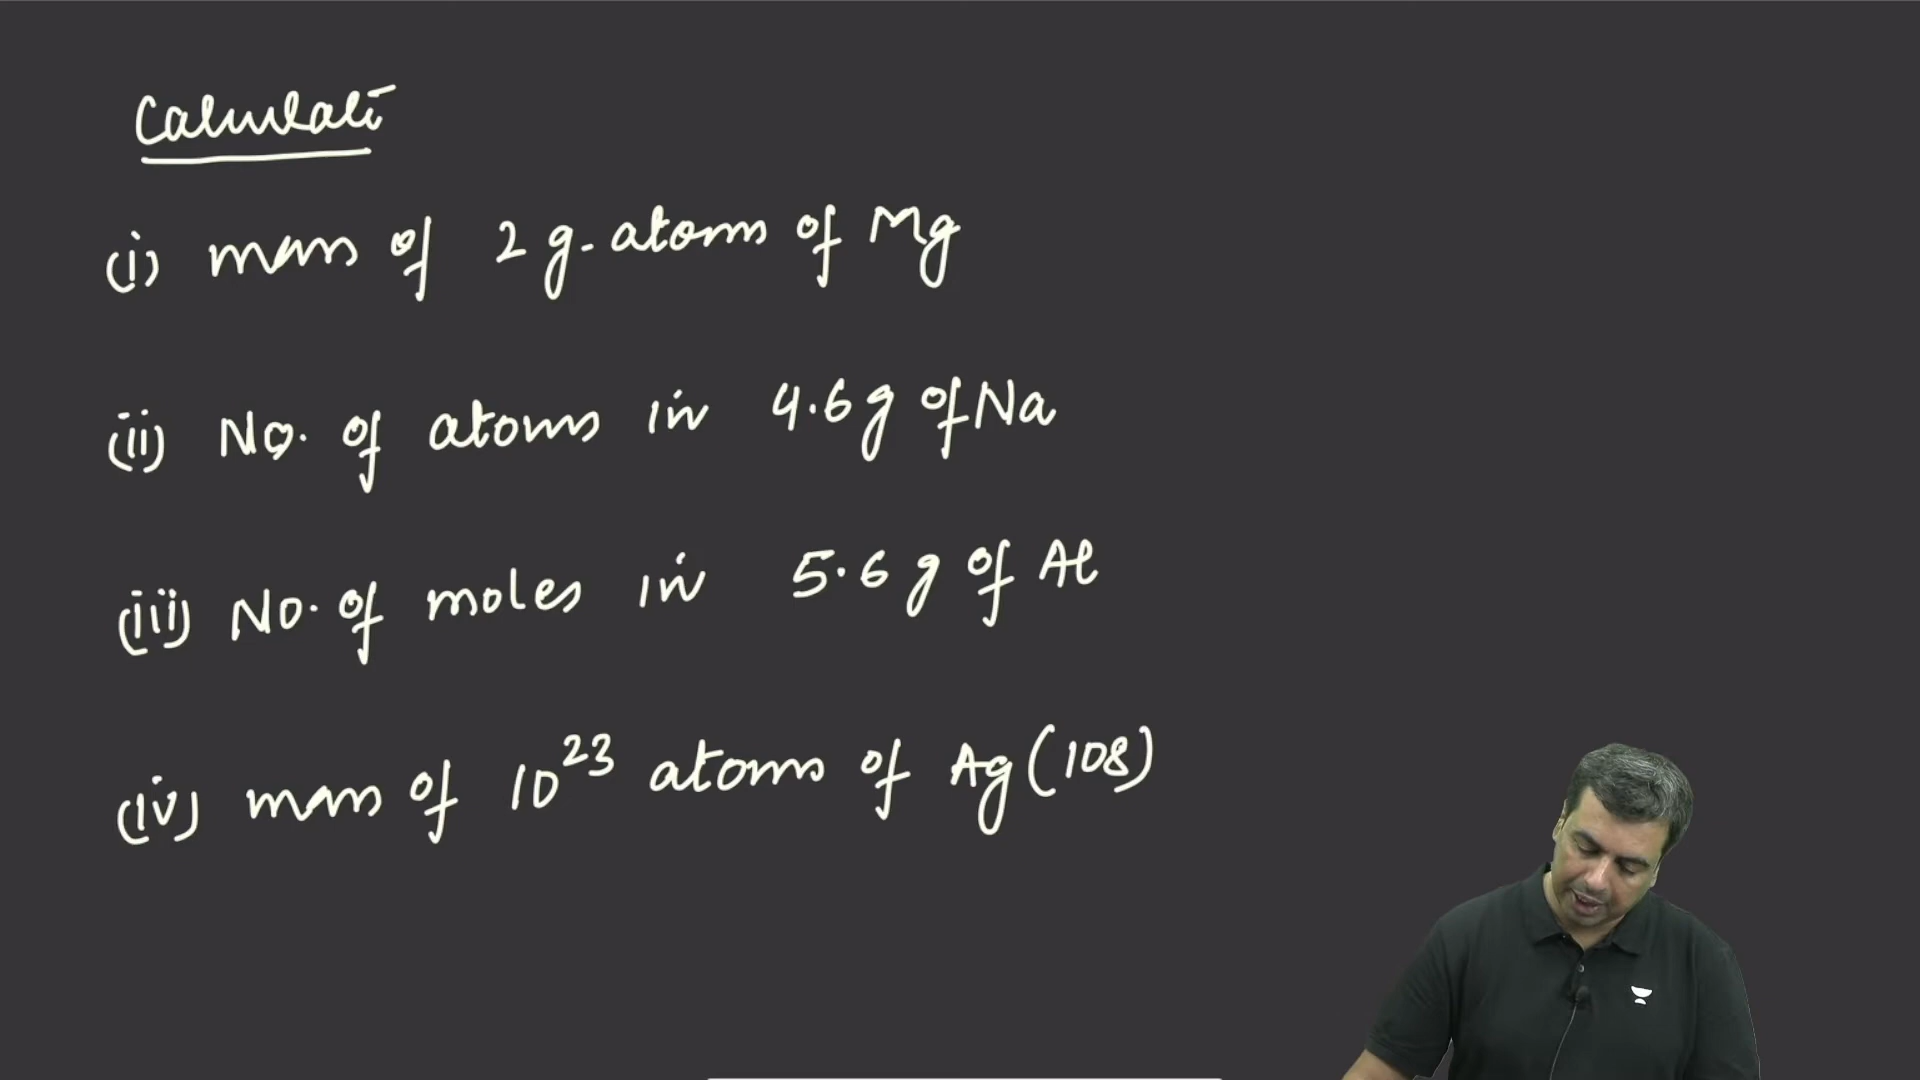 Calculate
(i) mass of 2 g-atoms of Mg
(ii) No. of atoms in 4.6 g of Na
(iii) No. of moles in 5.6 g of Al
(iv) mass of 10²³ atoms of Ag (108)